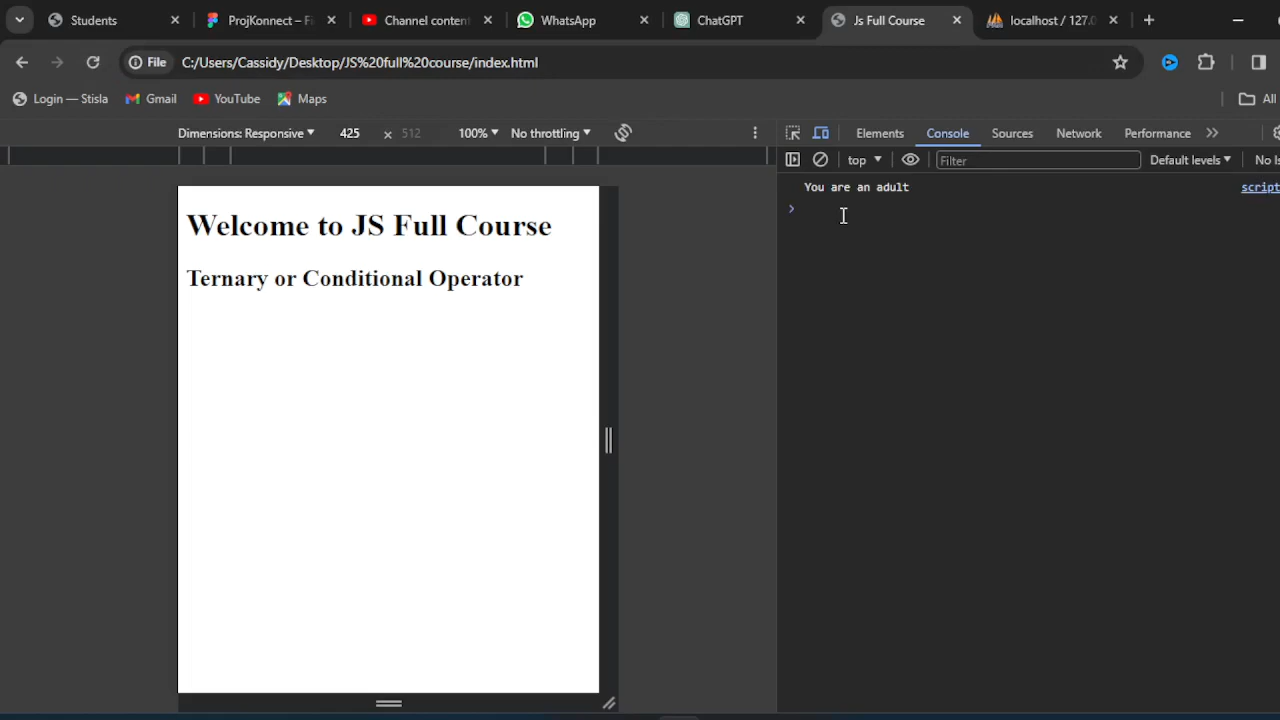 Students
ProjKonnect – Fi
Channel content
WhatsApp
ChatGPT
Js Full Course
localhost / 127.0
File
C:/Users/Cassidy/Desktop/JS%20full%20course/index.html
Login — Stisla
Gmail
YouTube
Maps
All
Dimensions: Responsive
425 × 512
100%
No throttling
Elements
Console
Sources
Network
Performance
top
Filter
Default levels
No Is
You are an adult
script
Welcome to JS Full Course
Ternary or Conditional Operator